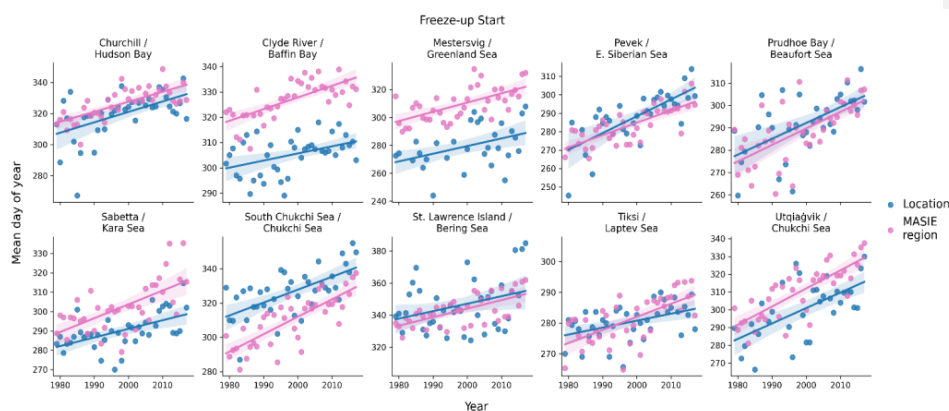 Freeze-up Start
Churchill /
Hudson Bay
Clyde River /
Baffin Bay
Mestersvig /
Greenland Sea
Pevek /
E. Siberian Sea
Prudhoe Bay /
Beaufort Sea
340
320
300
280
340
330
320
310
300
290
340
320
300
280
260
240
310
300
290
280
270
260
250
300
280
260
Mean day of year
Location
MASIE
region
Sabetta /
Kara Sea
South Chukchi Sea /
Chukchi Sea
St. Lawrence Island /
Bering Sea
Tiksi /
Laptev Sea
Utqiaġvik /
Chukchi Sea
330
320
310
300
290
280
270
360
340
320
300
280
380
360
340
320
300
290
280
270
340
330
320
310
300
290
280
270
1980 1990 2000 2010
1980 1990 2000 2010
1980 1990 2000 2010
1980 1990 2000 2010
1980 1990 2000 2010
Year